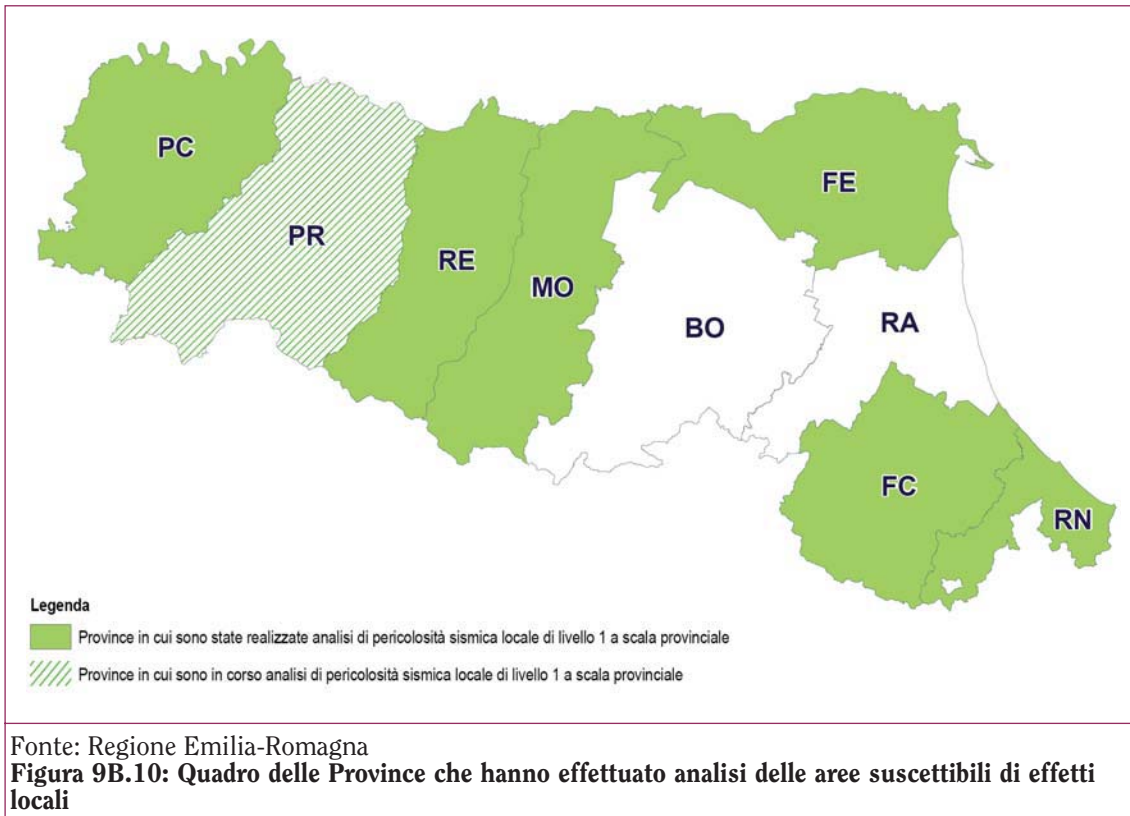 PC
PR
RE
MO
FE
BO
RA
FC
RN
Legenda
Province in cui sono state realizzate analisi di pericolosità sismica locale di livello 1 a scala provinciale
Province in cui sono in corso analisi di pericolosità sismica locale di livello 1 a scala provinciale
Fonte: Regione Emilia-Romagna
Figura 9B.10: Quadro delle Province che hanno effettuato analisi delle aree suscettibili di effetti
locali